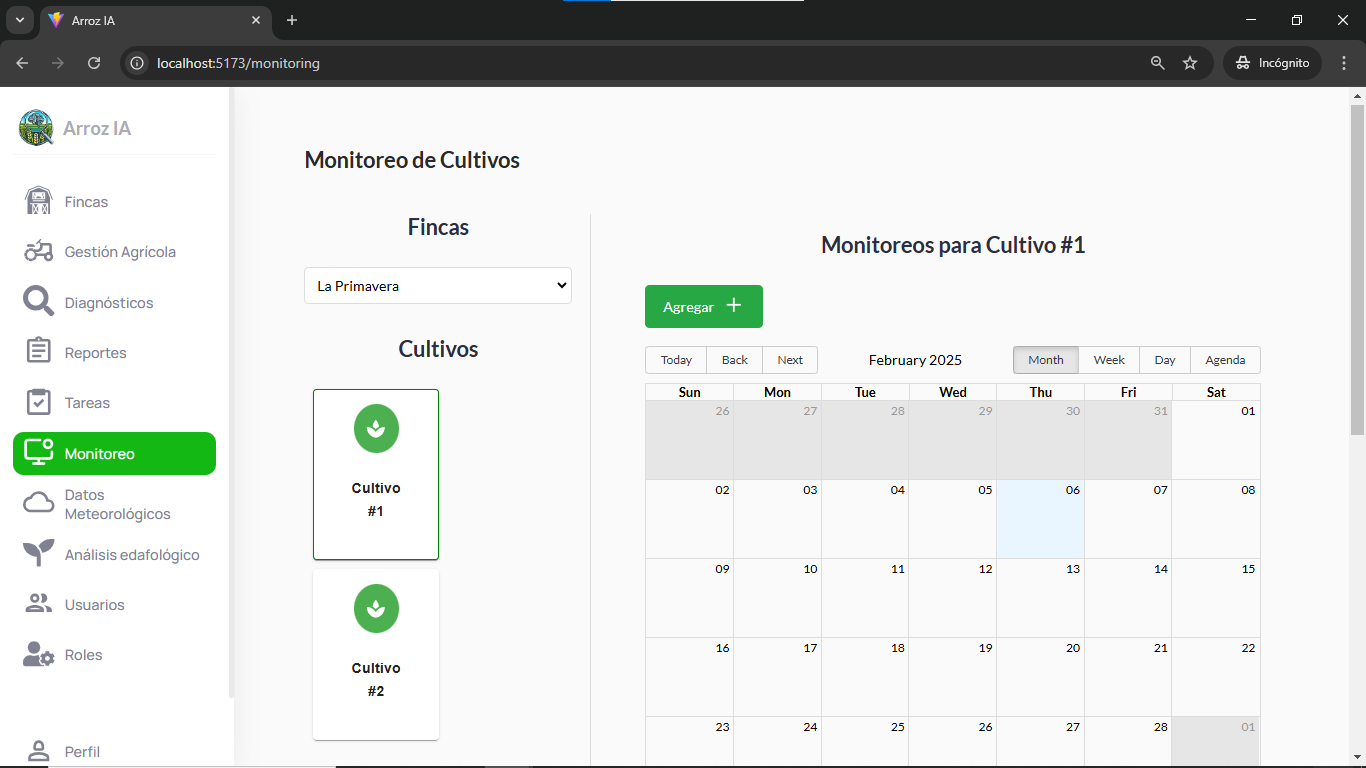 Arroz IA
localhost:5173/monitoring
Incógnito
Arroz IA
Fincas
Gestión Agrícola
Diagnósticos
Reportes
Tareas
Monitoreo
Datos
Meteorológicos
Análisis edafológico
Usuarios
Roles
Perfil
Monitoreo de Cultivos
Fincas
La Primavera
Cultivos
Cultivo
#1
Cultivo
#2
Monitoreos para Cultivo #1
Agregar
Today Back Next February 2025 Month Week Day Agenda
Sun Mon Tue Wed Thu Fri Sat
26 27 28 29 30 31 01
02 03 04 05 06 07 08
09 10 11 12 13 14 15
16 17 18 19 20 21 22
23 24 25 26 27 28 01